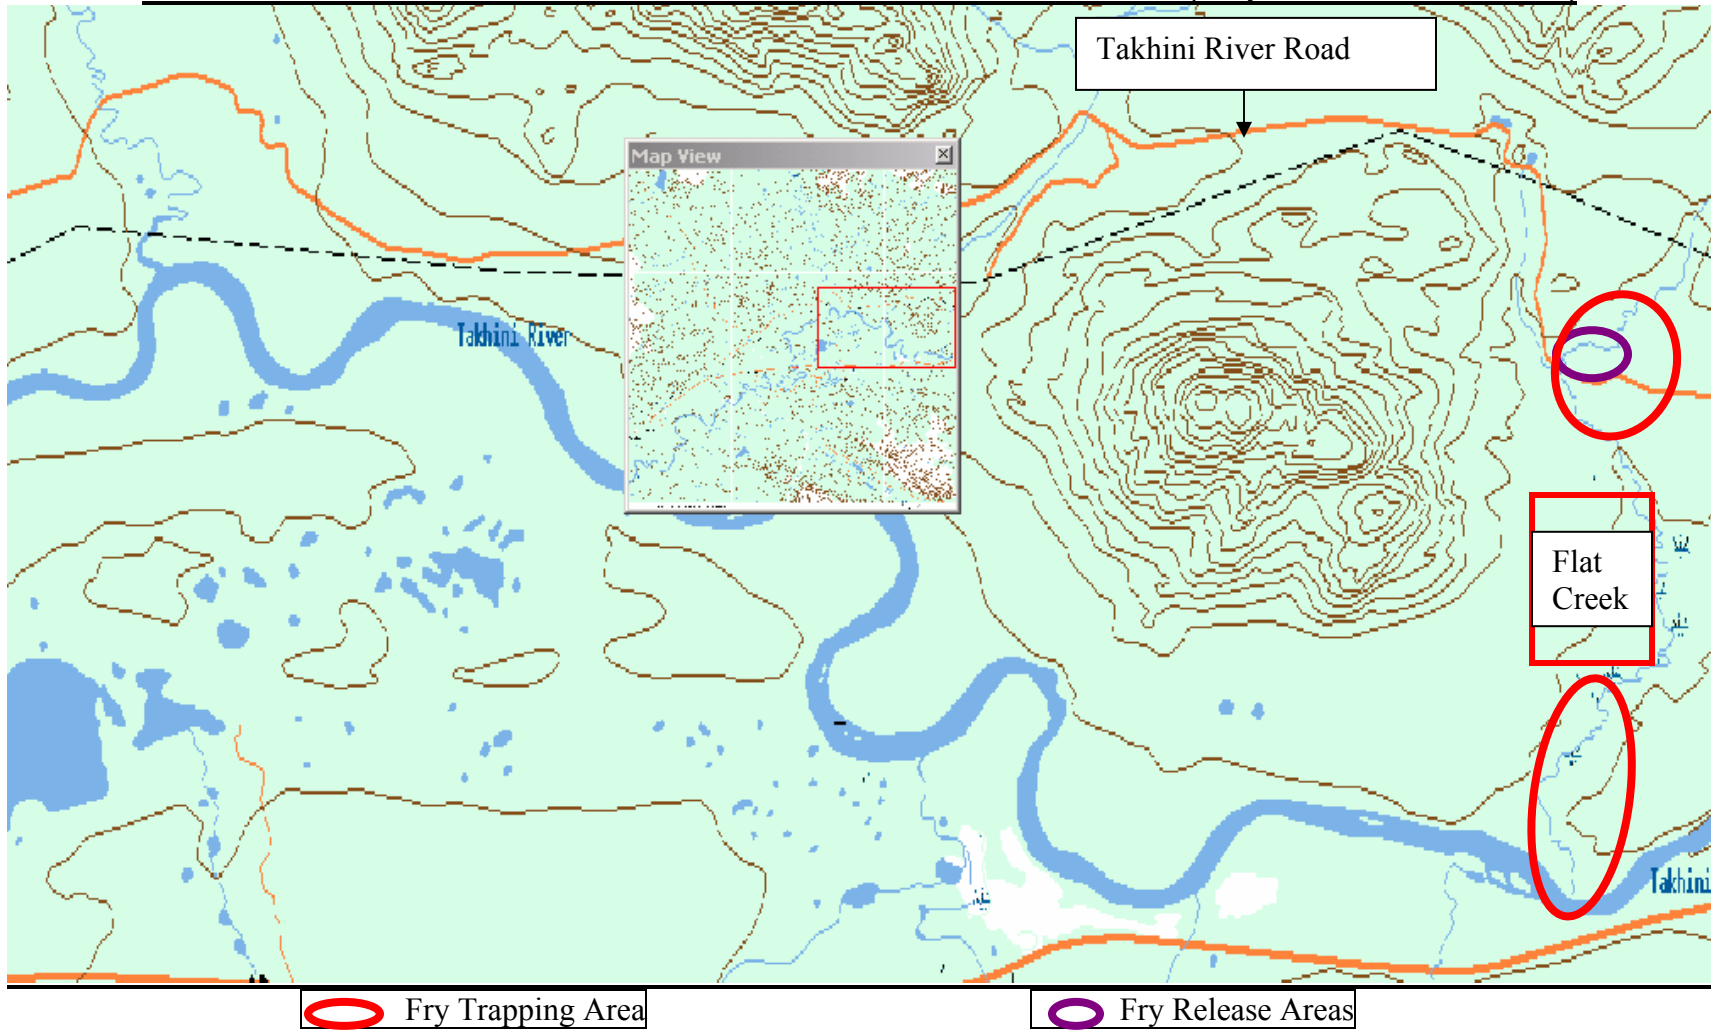 Takhini River Road
Map View
Takhini River
Flat
Creek
Takhini
Fry Trapping Area
Fry Release Areas